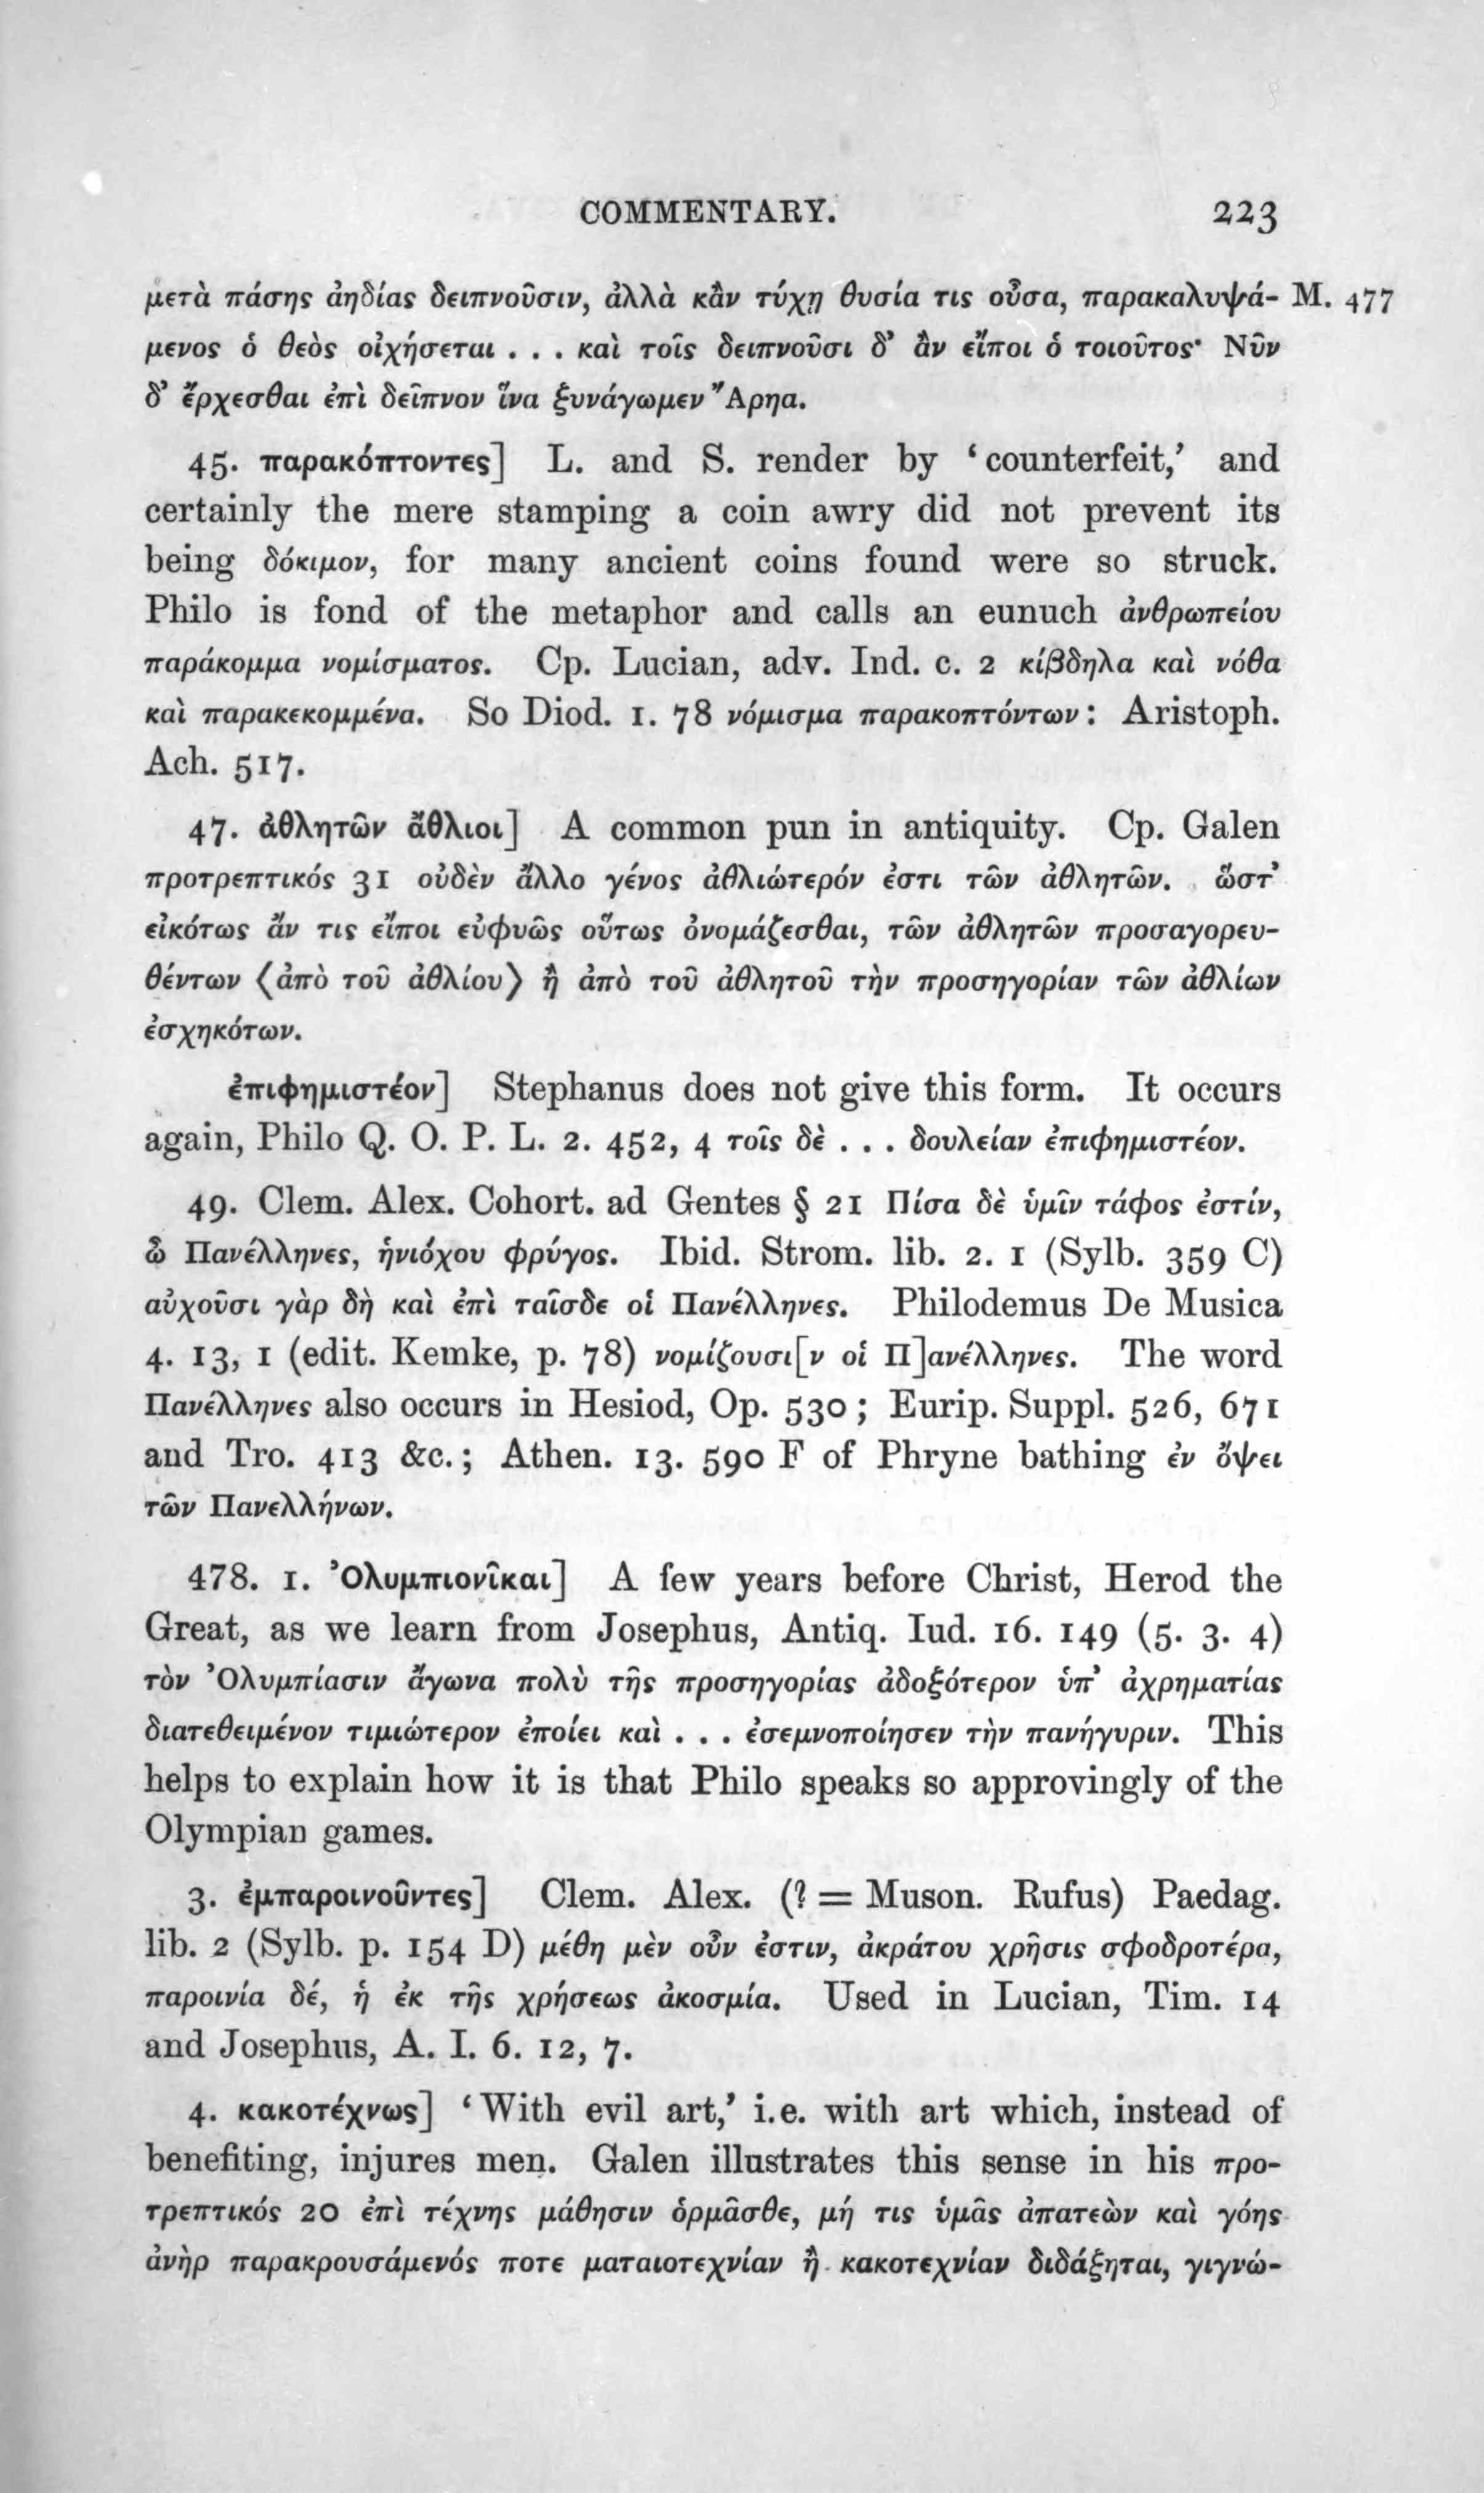 COMMENTARY. 223
μετὰ πάσης ἀηδίας δειπνοῦσιν, ἀλλὰ κἂν τύχῃ θυσία τις οὖσα, παρακαλυψά- M. 477
μενος ὁ θεὸς οἰχήσεται . . . καὶ τοῖς δειπνοῦσι δ’ ἂν εἴποι ὁ τοιοῦτος· Νῦν
δ’ ἔρχεσθαι ἐπὶ δεῖπνον ἵνα ξυνάγωμεν Ἄρηα.
45. παρακόπτοντες] L. and S. render by ‘counterfeit,’ and
certainly the mere stamping a coin awry did not prevent its
being δόκιμον, for many ancient coins found were so struck.
Philo is fond of the metaphor and calls an eunuch ἀνθρωπείου
παράκομμα νομίσματος. Cp. Lucian, adv. Ind. c. 2 κίβδηλα καὶ νόθα
καὶ παρακεκομμένα. So Diod. 1. 78 νόμισμα παρακοπτόντων: Aristoph.
Ach. 517.
47. ἀθλητῶν ἄθλιοι] A common pun in antiquity. Cp. Galen
προτρεπτικός 31 οὐδὲν ἄλλο γένος ἀθλιώτερόν ἐστι τῶν ἀθλητῶν. ὥστ’
εἰκότως ἄν τις εἴποι εὐφυῶς οὕτως ὀνομάζεσθαι, τῶν ἀθλητῶν προσαγορευ-
θέντων ⟨ἀπὸ τοῦ ἀθλίου⟩ ἢ ἀπὸ τοῦ ἀθλητοῦ τὴν προσηγορίαν τῶν ἀθλίων
ἐσχηκότων.
ἐπιφημιστέον] Stephanus does not give this form. It occurs
again, Philo Q. O. P. L. 2. 452, 4 τοῖς δὲ . . . δουλείαν ἐπιφημιστέον.
49. Clem. Alex. Cohort. ad Gentes § 21 Πίσα δὲ ὑμῖν τάφος ἐστίν,
ὦ Πανέλληνες, ἡνιόχου φρύγος. Ibid. Strom. lib. 2. 1 (Sylb. 359 C)
αὐχοῦσι γὰρ δὴ καὶ ἐπὶ ταῖσδε οἱ Πανέλληνες. Philodemus De Musica
4. 13, 1 (edit. Kemke, p. 78) νομίζουσι[ν οἱ Π]ανέλληνες. The word
Πανέλληνες also occurs in Hesiod, Op. 530; Eurip. Suppl. 526, 671
and Tro. 413 &c.; Athen. 13. 590 F of Phryne bathing ἐν ὄψει
τῶν Πανελλήνων.
478. 1. Ὀλυμπιονῖκαι] A few years before Christ, Herod the
Great, as we learn from Josephus, Antiq. Iud. 16. 149 (5. 3. 4)
τὸν Ὀλυμπίασιν ἄγωνα πολὺ τῆς προσηγορίας ἀδοξότερον ὑπ’ ἀχρηματίας
διατεθειμένον τιμιώτερον ἐποίει καὶ . . . ἐσεμνοποίησεν τὴν πανήγυριν. This
helps to explain how it is that Philo speaks so approvingly of the
Olympian games.
3. ἐμπαροινοῦντες] Clem. Alex. (? = Muson. Rufus) Paedag.
lib. 2 (Sylb. p. 154 D) μέθη μὲν οὖν ἐστιν, ἀκράτου χρῆσις σφοδροτέρα,
παροινία δέ, ἡ ἐκ τῆς χρήσεως ἀκοσμία. Used in Lucian, Tim. 14
and Josephus, A. I. 6. 12, 7.
4. κακοτέχνως] ‘With evil art,’ i.e. with art which, instead of
benefiting, injures men. Galen illustrates this sense in his προ-
τρεπτικός 20 ἐπὶ τέχνης μάθησιν ὁρμᾶσθε, μή τις ὑμᾶς ἀπατεὼν καὶ γόης
ἀνὴρ παρακρουσάμενός ποτε ματαιοτεχνίαν ἢ κακοτεχνίαν διδάξηται, γιγνώ-